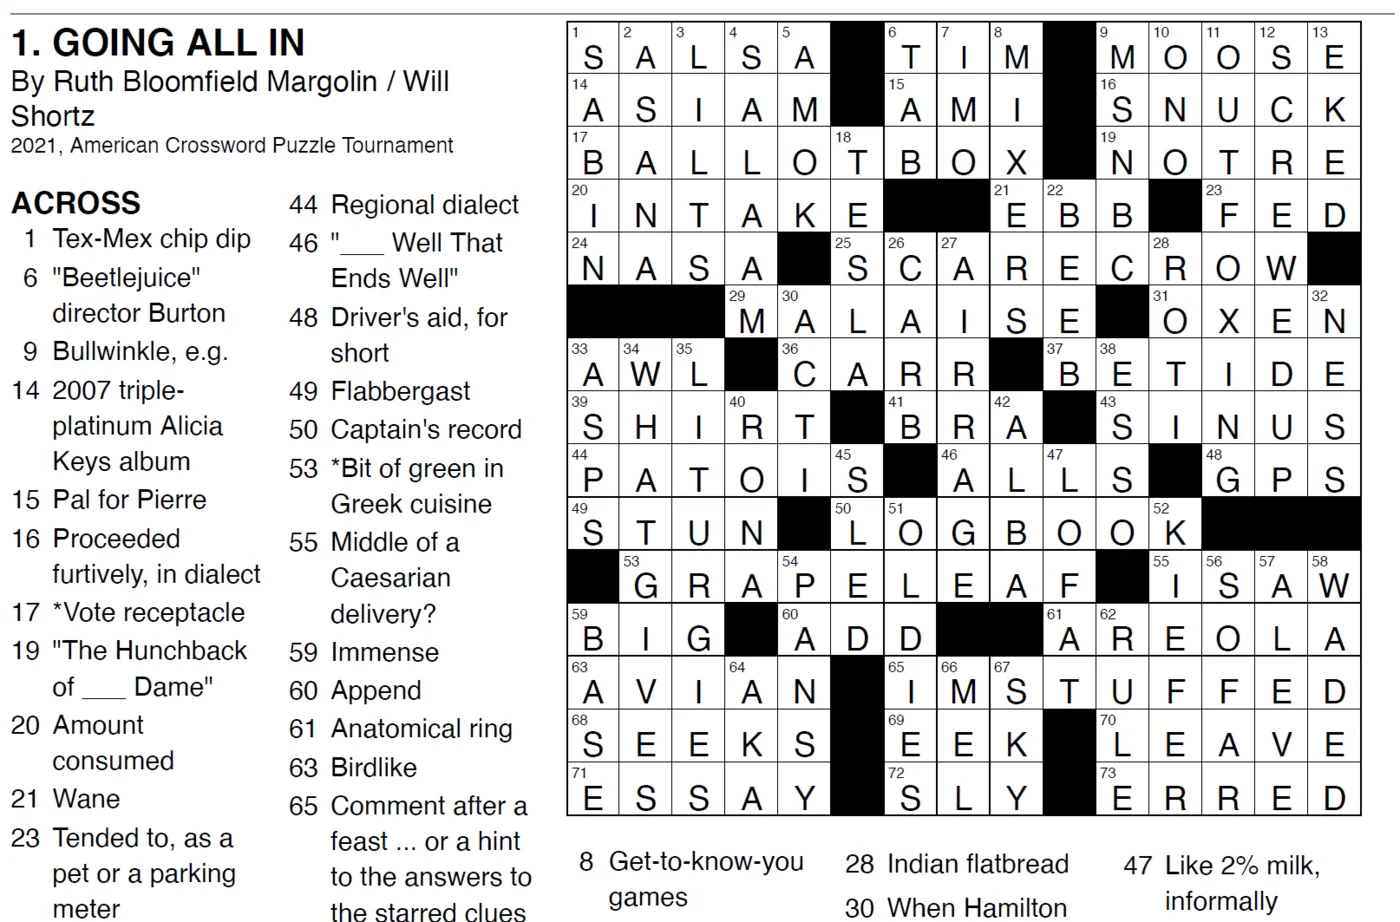 1. GOING ALL IN
By Ruth Bloomfield Margolin / Will
Shortz
2021, American Crossword Puzzle Tournament
ACROSS
1 Tex-Mex chip dip
6 "Beetlejuice"
director Burton
9 Bullwinkle, e.g.
14 2007 triple-
platinum Alicia
Keys album
15 Pal for Pierre
16 Proceeded
furtively, in dialect
17 *Vote receptacle
19 "The Hunchback
of ___ Dame"
20 Amount
consumed
21 Wane
23 Tended to, as a
pet or a parking
meter
44 Regional dialect
46 "___ Well That
Ends Well"
48 Driver's aid, for
short
49 Flabbergast
50 Captain's record
53 *Bit of green in
Greek cuisine
55 Middle of a
Caesarian
delivery?
59 Immense
60 Append
61 Anatomical ring
63 Birdlike
65 Comment after a
feast ... or a hint
to the answers to
the starred clues
1 2 3 4 5 6 7 8 9 10 11 12 13
S A L S A T I M M O O S E
14 15 16
A S I A M A M I S N U C K
17 18 19
B A L L O T B O X N O T R E
20 21 22 23
I N T A K E E B B F E D
24 25 26 27 28
N A S A S C A R E C R O W
29 30 31 32
M A L A I S E O X E N
33 34 35 36 37 38
A W L C A R R B E T I D E
39 40 41 42 43
S H I R T B R A S I N U S
44 45 46 47 48
P A T O I S A L L S G P S
49 50 51 52
S T U N L O G B O O K
53 54 55 56 57 58
G R A P E L E A F I S A W
59 60 61 62
B I G A D D A R E O L A
63 64 65 66 67
A V I A N I M S T U F F E D
68 69 70
S E E K S E E K L E A V E
71 72 73
E S S A Y S L Y E R R E D
8 Get-to-know-you
games
28 Indian flatbread
30 When Hamilton
47 Like 2% milk,
informally